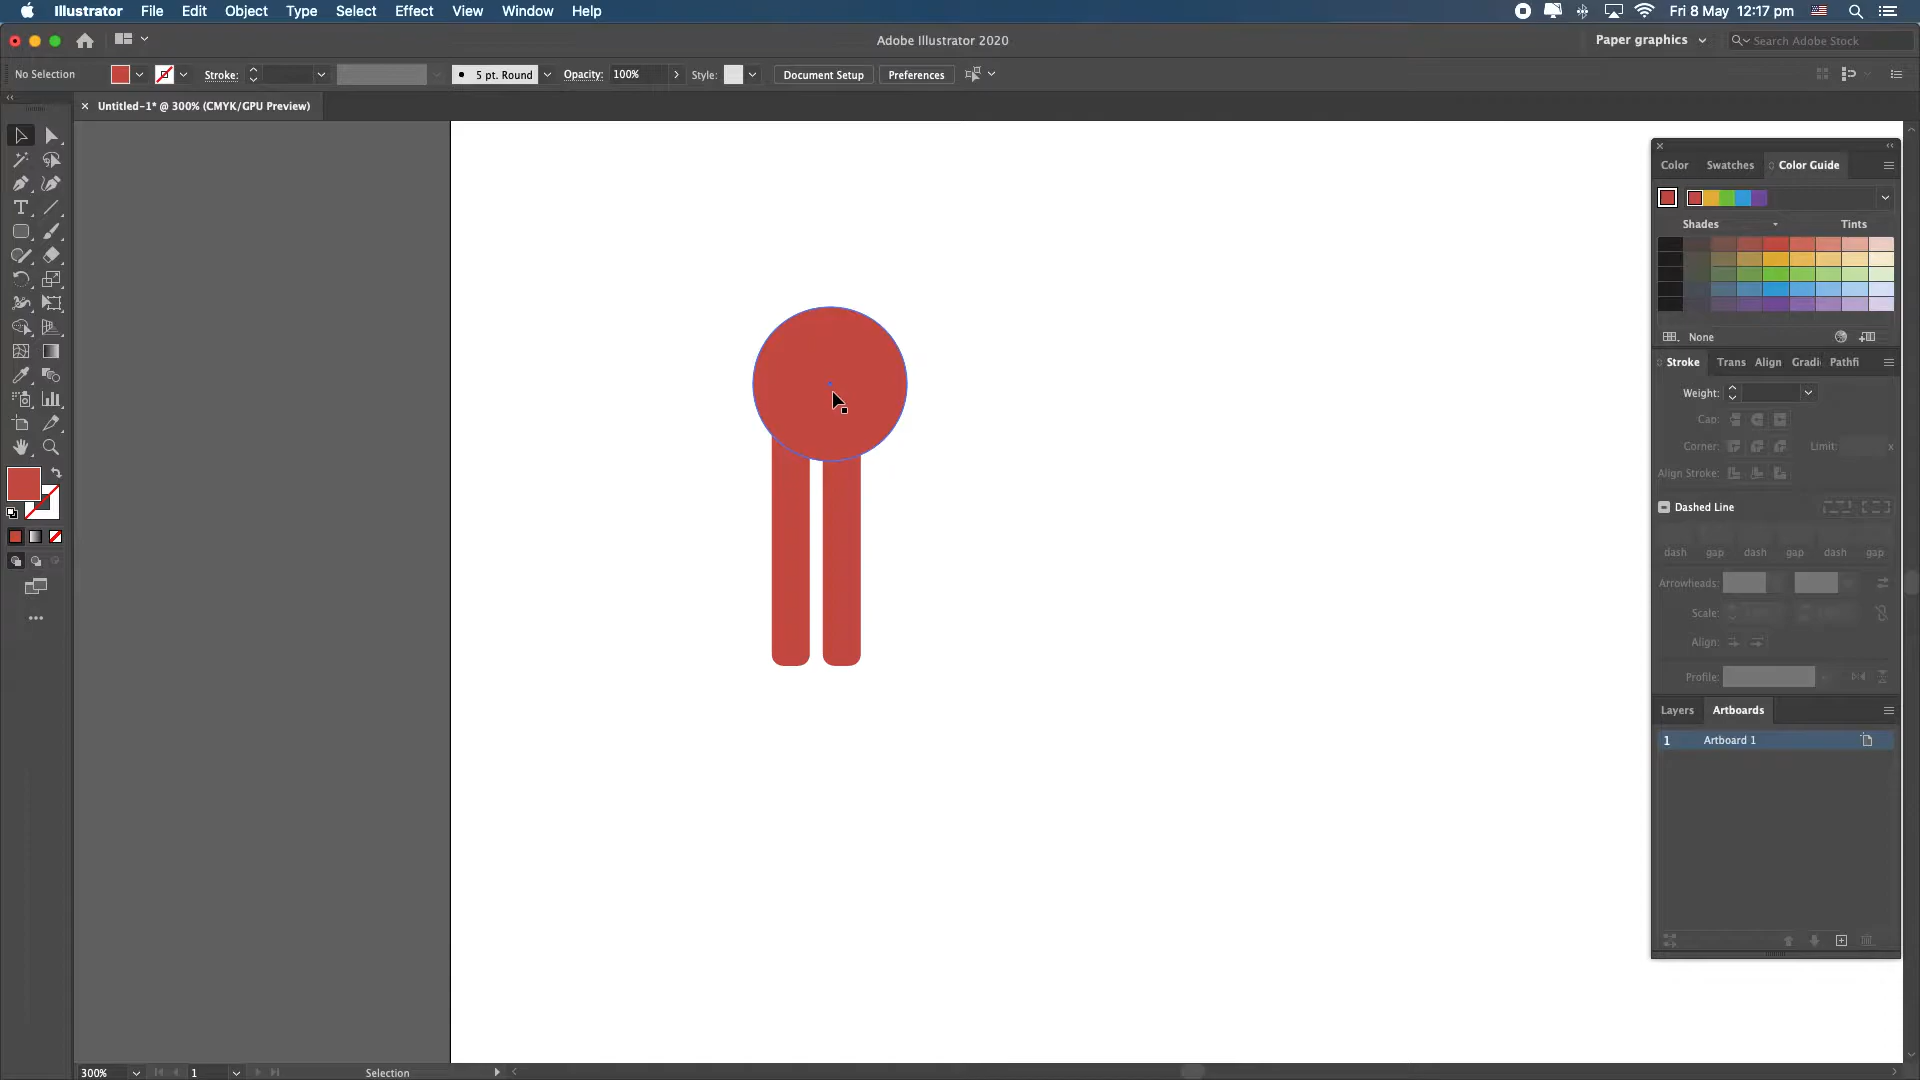 Illustrator File Edit Object Type Select Effect View Window Help Fri 8 May 12:17 pm
Adobe Illustrator 2020 Paper graphics Search Adobe Stock
No Selection Stroke: 5 pt. Round Opacity: 100% Style: Document Setup Preferences
× Untitled-1* @ 300% (CMYK/GPU Preview)
Color Swatches Color Guide
Shades Tints
None
Stroke Trans Align Gradi Pathfi
Weight:
Cap:
Corner: Limit: x
Align Stroke:
Dashed Line
dash gap dash gap dash gap
Arrowheads:
Scale:
Align:
Profile:
Layers Artboards
1 Artboard 1
300% 1 Selection